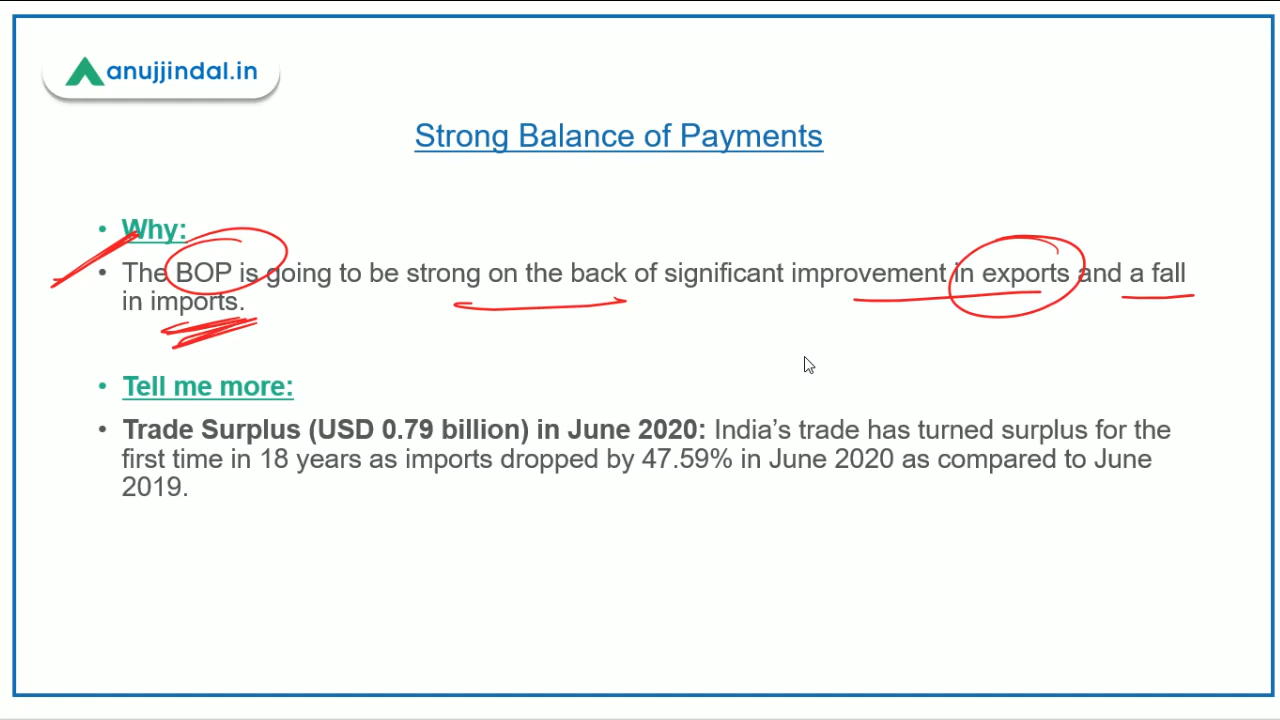 anujjindal.in
Strong Balance of Payments
• Why:
• The BOP is going to be strong on the back of significant improvement in exports and a fall
in imports.
• Tell me more:
• Trade Surplus (USD 0.79 billion) in June 2020: India’s trade has turned surplus for the
first time in 18 years as imports dropped by 47.59% in June 2020 as compared to June
2019.